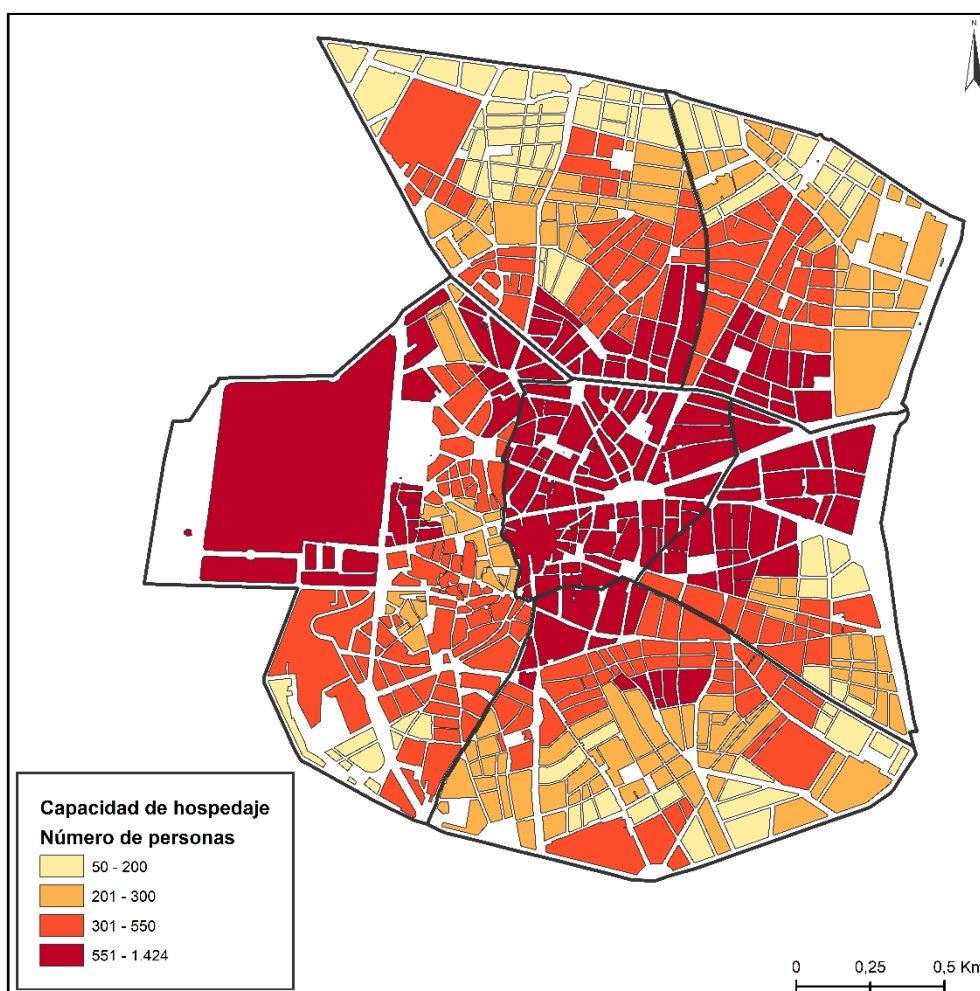 N
Capacidad de hospedaje
Número de personas
50 - 200
201 - 300
301 - 550
551 - 1.424
0 0,25 0,5 Km